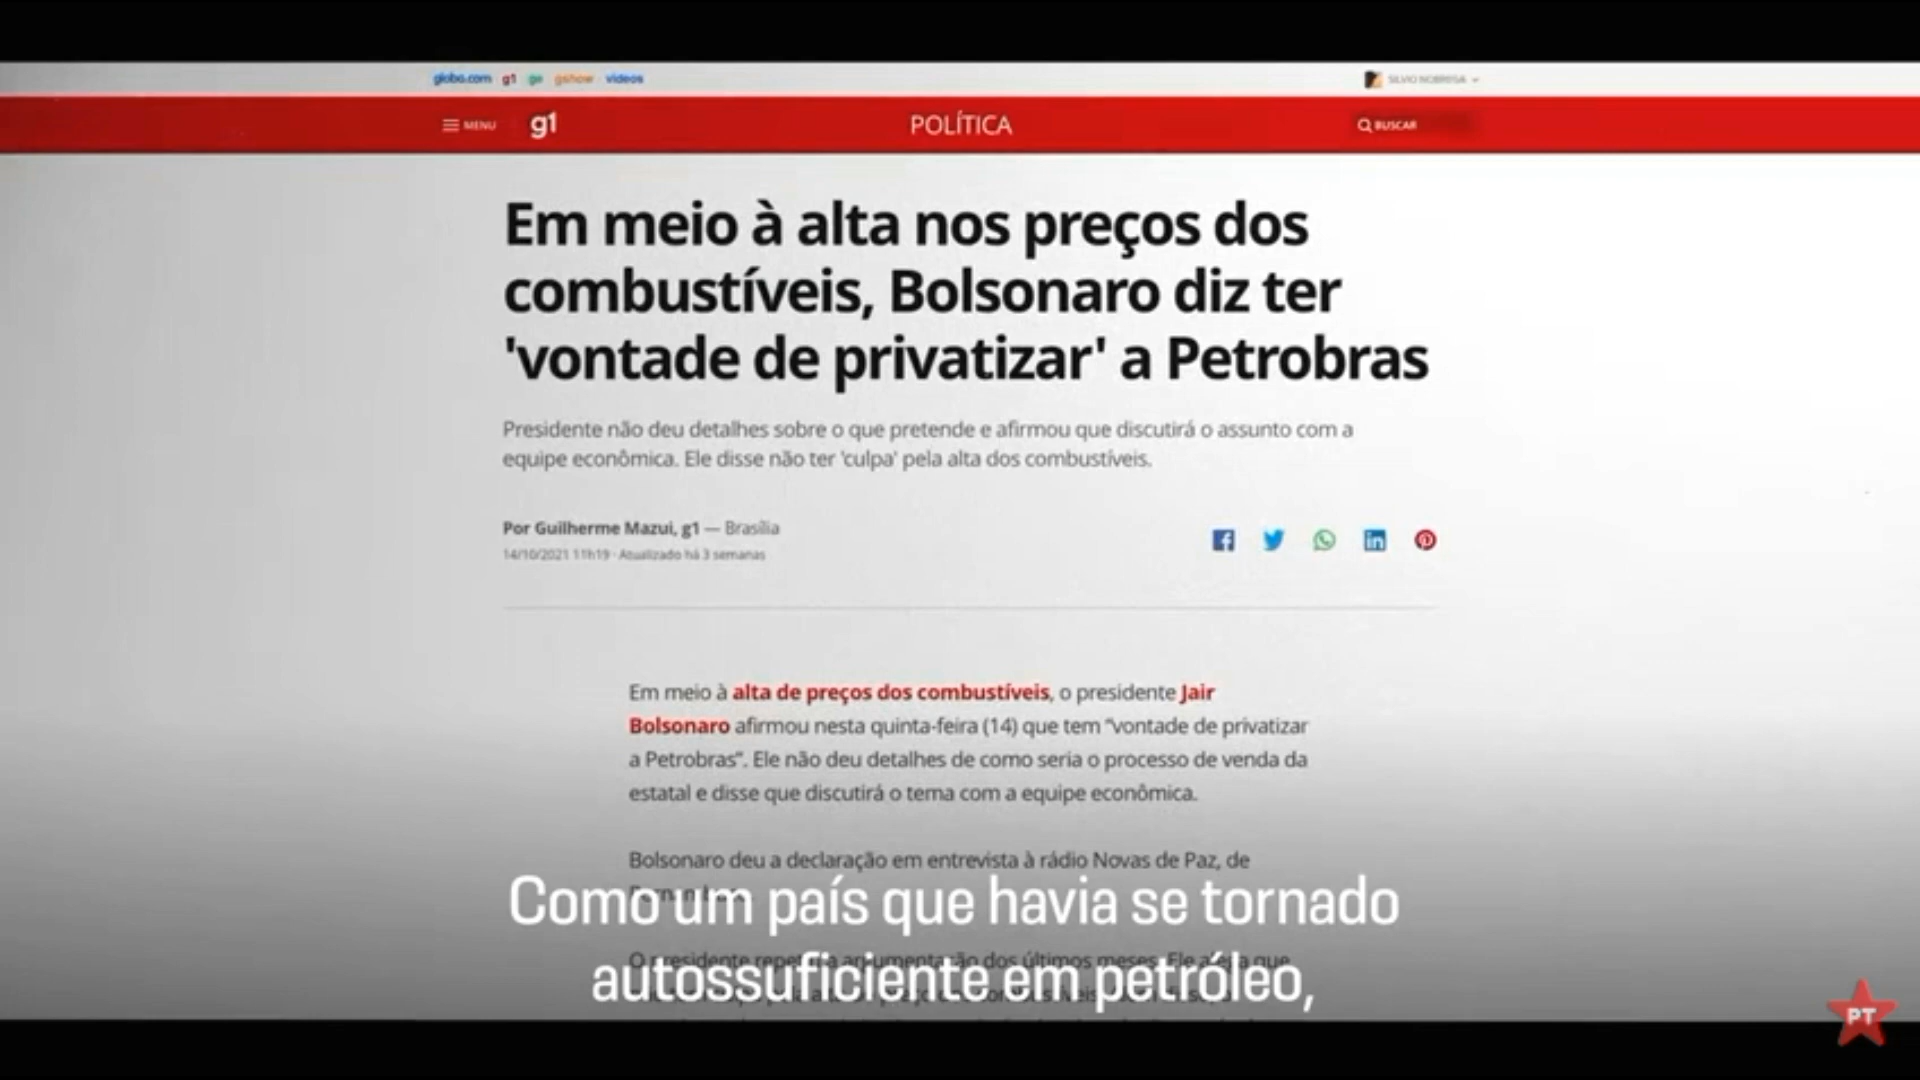 globo.com g1 ge gshow vídeos
SILVIO NOBREGA
MENU g1 POLÍTICA BUSCAR
Em meio à alta nos preços dos
combustíveis, Bolsonaro diz ter
'vontade de privatizar' a Petrobras
Presidente não deu detalhes sobre o que pretende e afirmou que discutirá o assunto com a
equipe econômica. Ele disse não ter 'culpa' pela alta dos combustíveis.
Por Guilherme Mazui, g1 — Brasília
14/10/2021 11h19 · Atualizado há 3 semanas
Em meio à alta de preços dos combustíveis, o presidente Jair
Bolsonaro afirmou nesta quinta-feira (14) que tem "vontade de privatizar
a Petrobras". Ele não deu detalhes de como seria o processo de venda da
estatal e disse que discutirá o tema com a equipe econômica.
Bolsonaro deu a declaração em entrevista à rádio Novas de Paz, de
Como um país que havia se tornado
O presidente
autossuficiente em petróleo,
PT